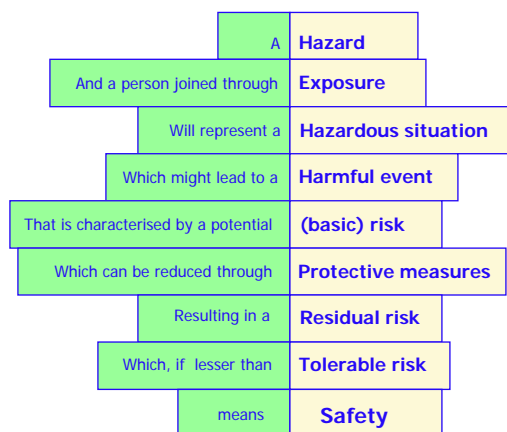 A Hazard
And a person joined through Exposure
Will represent a Hazardous situation
Which might lead to a Harmful event
That is characterised by a potential (basic) risk
Which can be reduced through Protective measures
Resulting in a Residual risk
Which, if lesser than Tolerable risk
means Safety